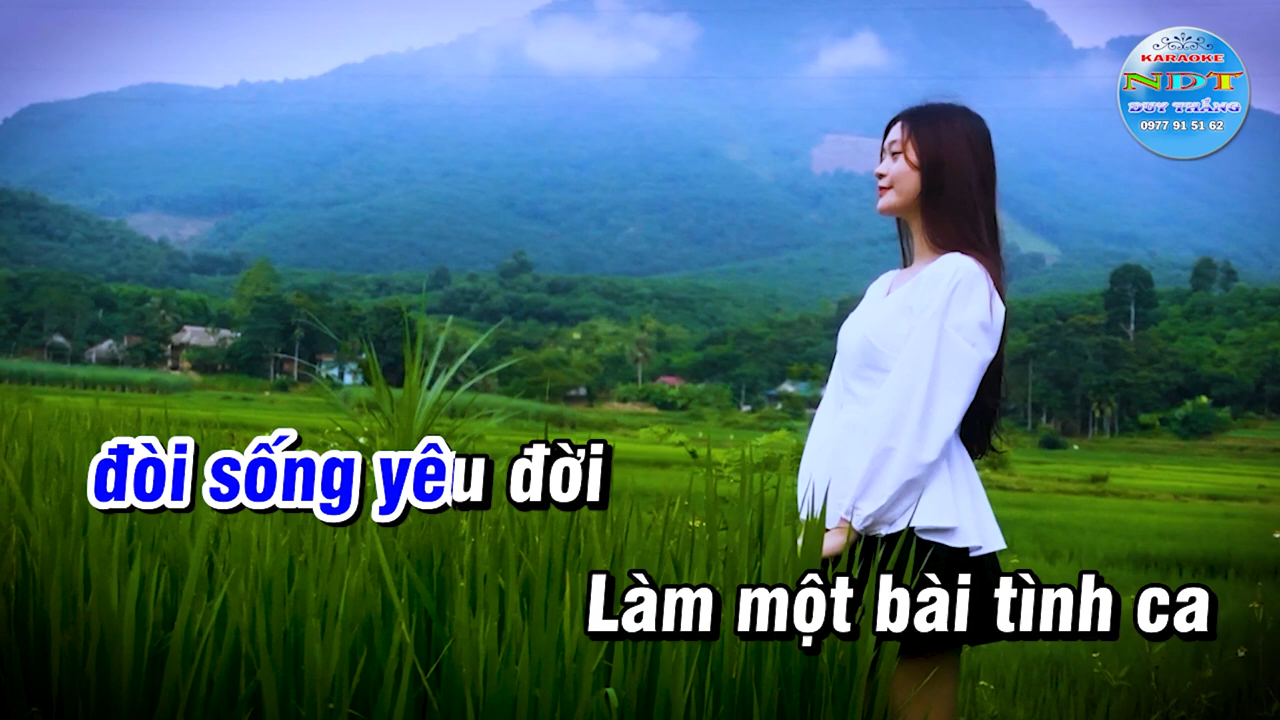 KARAOKE
NDT
DUY THẮNG
0977 91 51 62
đòi sống yêu đời
Làm một bài tình ca